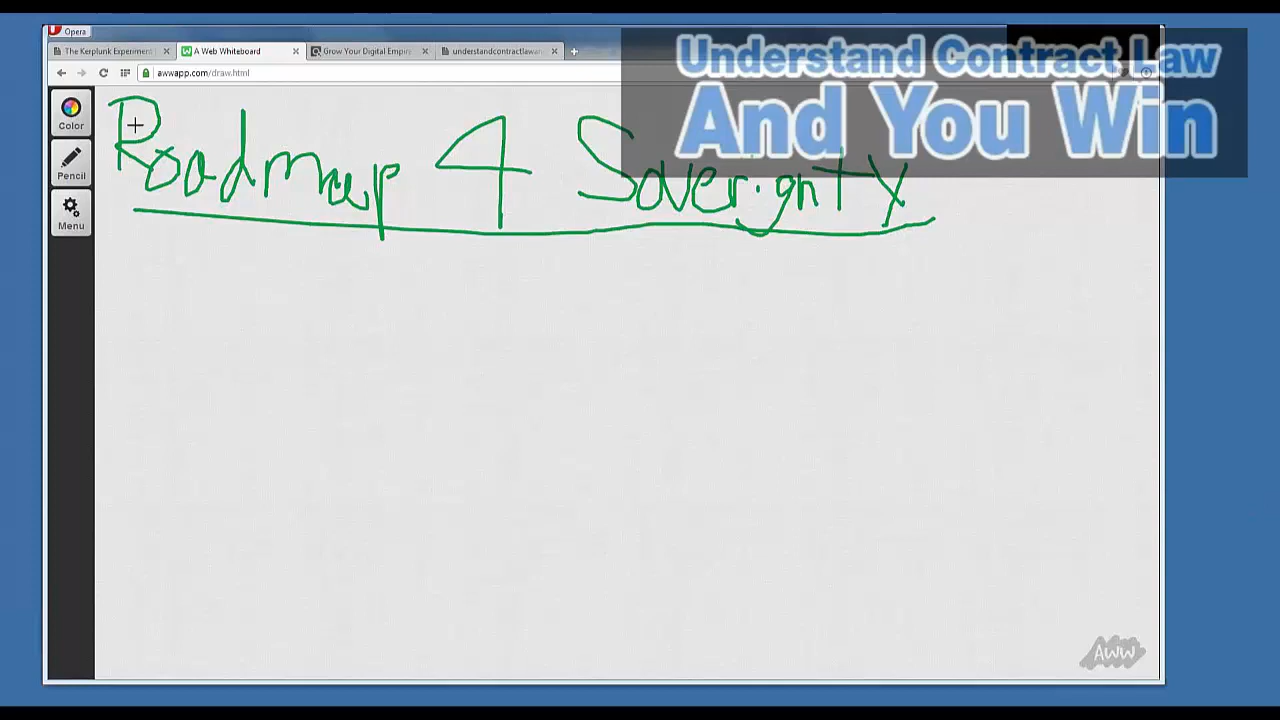 Opera
The Kerplunk Experiment
A Web Whiteboard
Grow Your Digital Empire
understandcontractlawan
awwapp.com/draw.html
Understand Contract Law
And You Win
Color
Pencil
Menu
Roadmap 4 Soverignty
AWW